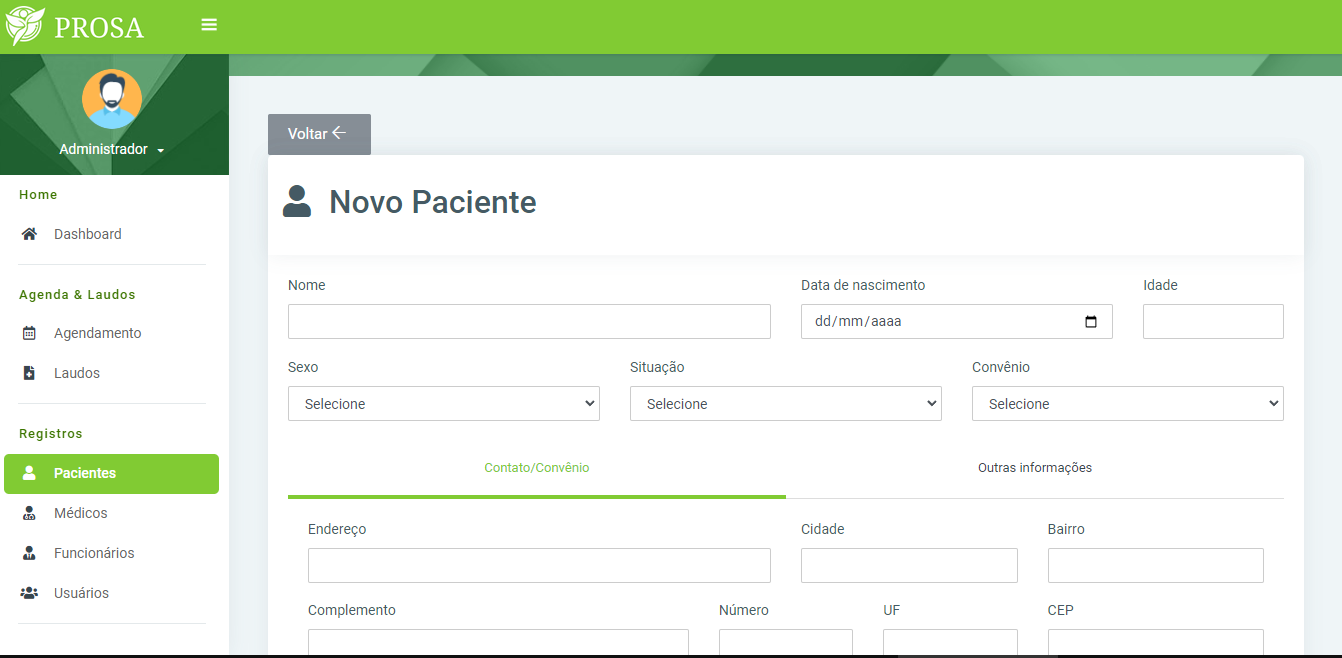 PROSA
Administrador
Home
Dashboard
Agenda & Laudos
Agendamento
Laudos
Registros
Pacientes
Médicos
Funcionários
Usuários
Voltar
Novo Paciente
Nome Data de nascimento Idade
dd/mm/aaaa
Sexo Situação Convênio
Selecione Selecione Selecione
Contato/Convênio Outras informações
Endereço Cidade Bairro
Complemento Número UF CEP